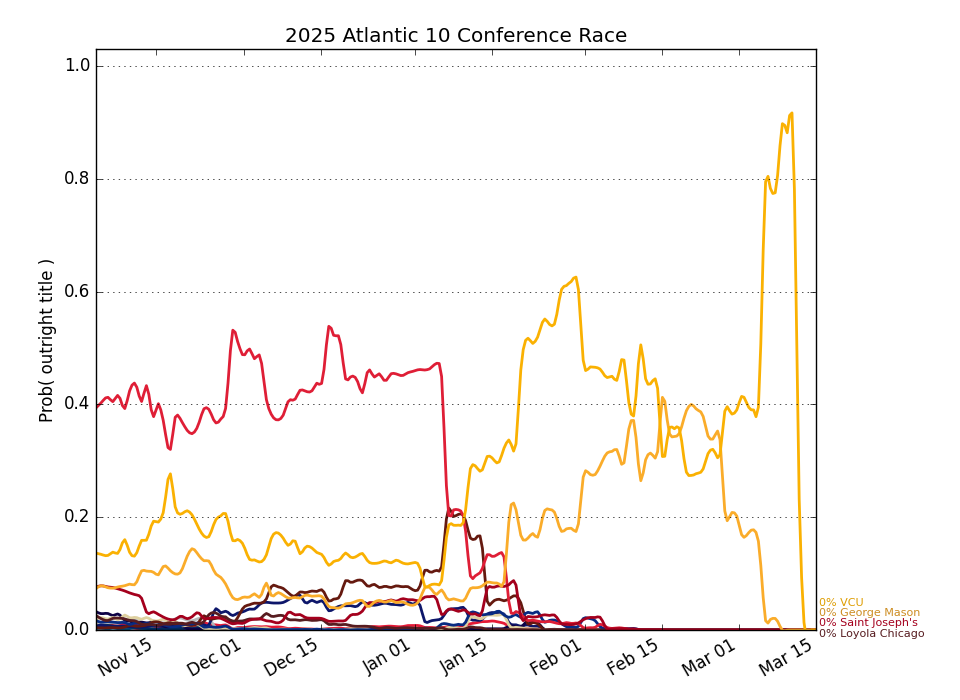 2025 Atlantic 10 Conference Race
1.0
0.8
0.6
0.4
0.2
0.0
Prob( outright title )
Nov 15
Dec 01
Dec 15
Jan 01
Jan 15
Feb 01
Feb 15
Mar 01
Mar 15
0% VCU
0% George Mason
0% Saint Joseph's
0% Loyola Chicago